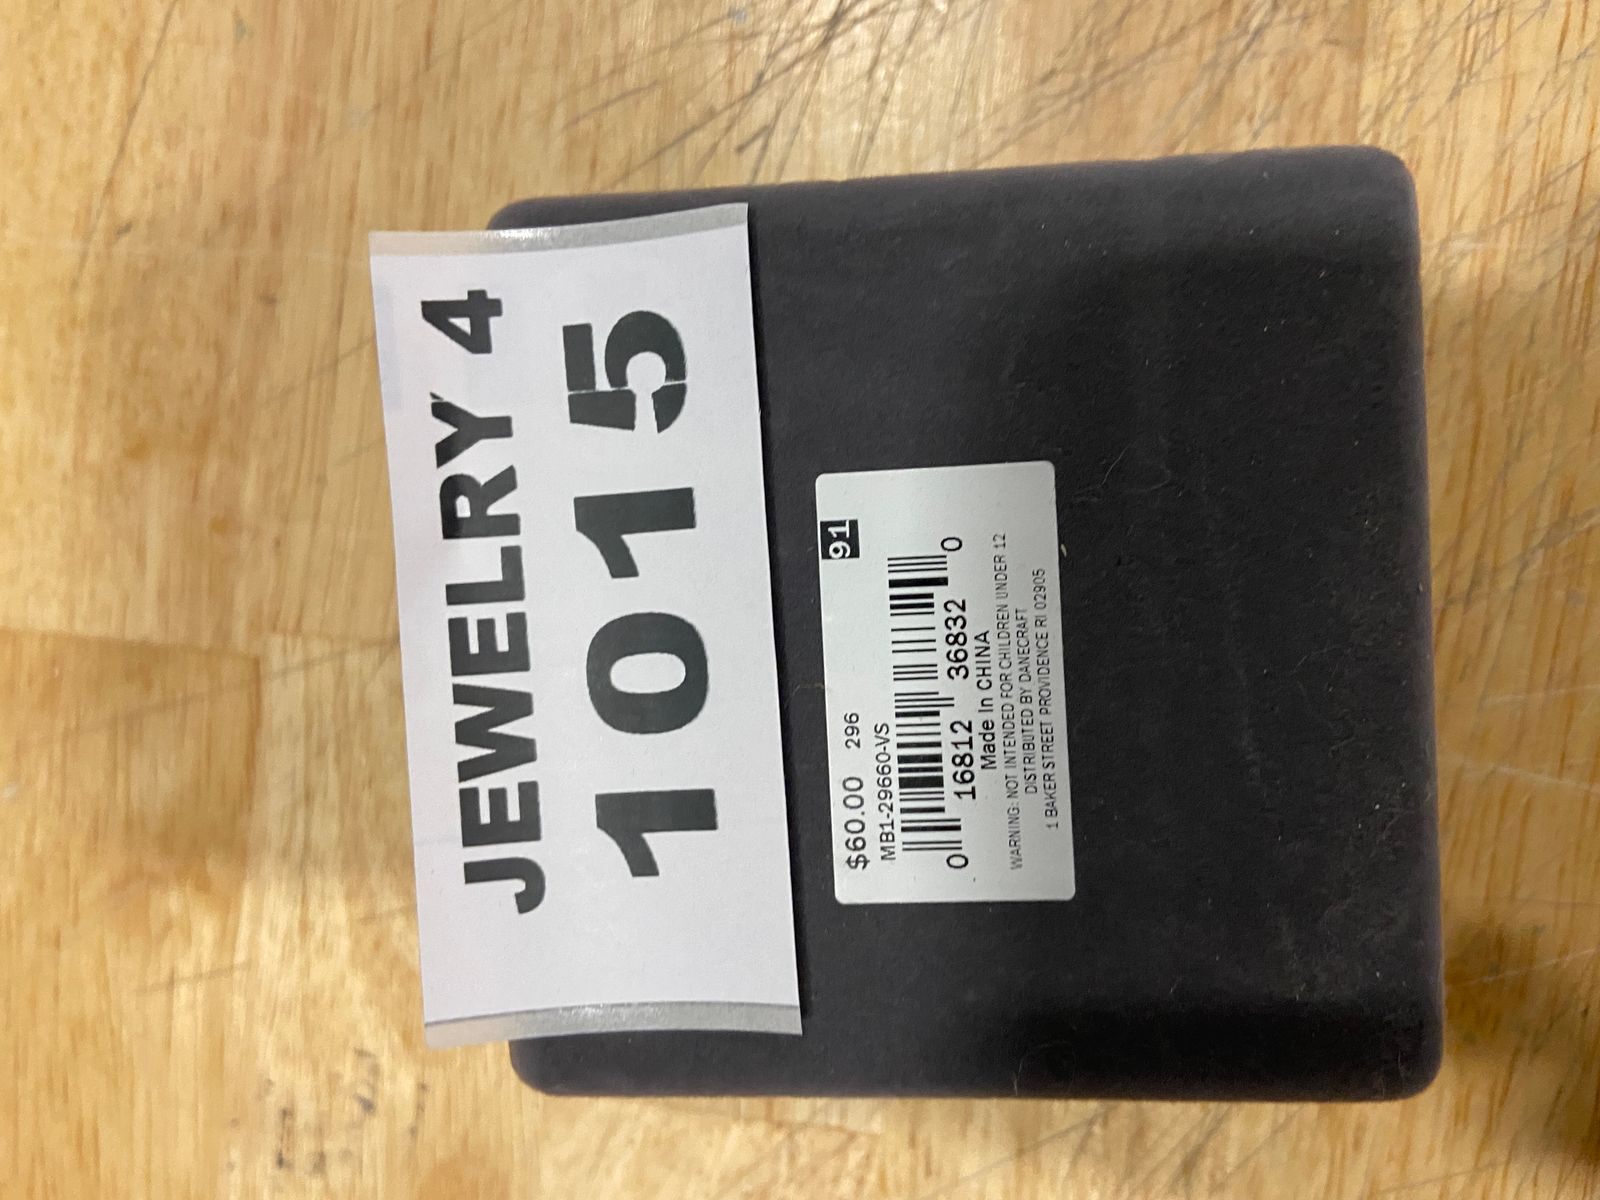 JEWELRY 4
1015
91
$60.00 296
MB1-29660-VS
0 16812 36832 0
Made In CHINA
WARNING: NOT INTENDED FOR CHILDREN UNDER 12
DISTRIBUTED BY DANECRAFT
1 BAKER STREET PROVIDENCE RI 02905